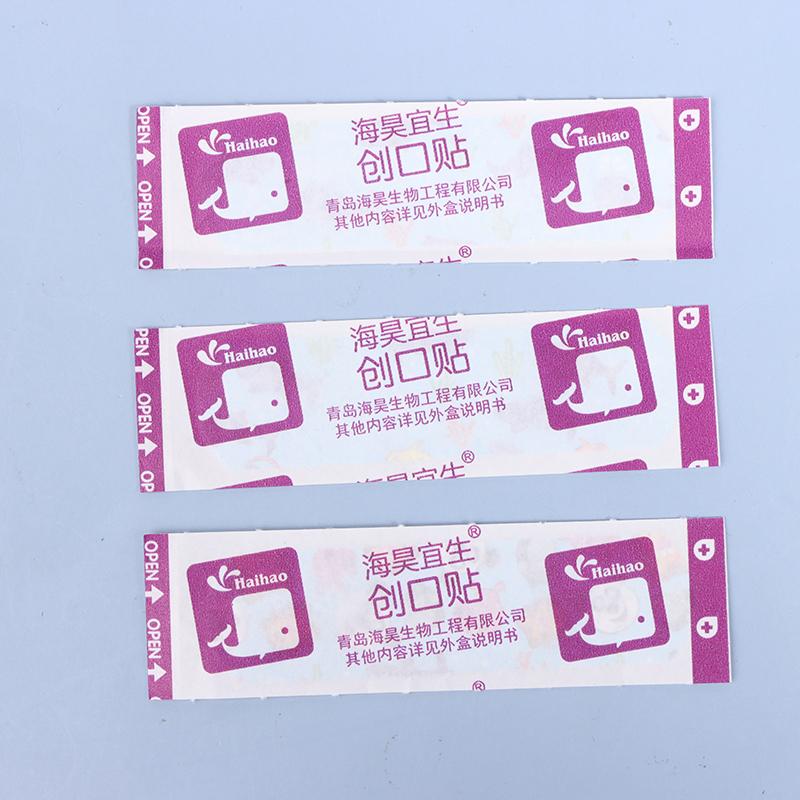 OPEN
OPEN
Haihao
海昊宜生®
创口贴
青岛海昊生物工程有限公司
其他内容详见外盒说明书
Haihao
®
OPEN
OPEN
Haihao
海昊宜生
创口贴
青岛海昊生物工程有限公司
其他内容详见外盒说明书
Haihao
®
OPEN
OPEN
Haihao
海昊宜生®
创口贴
青岛海昊生物工程有限公司
其他内容详见外盒说明书
Haihao
®